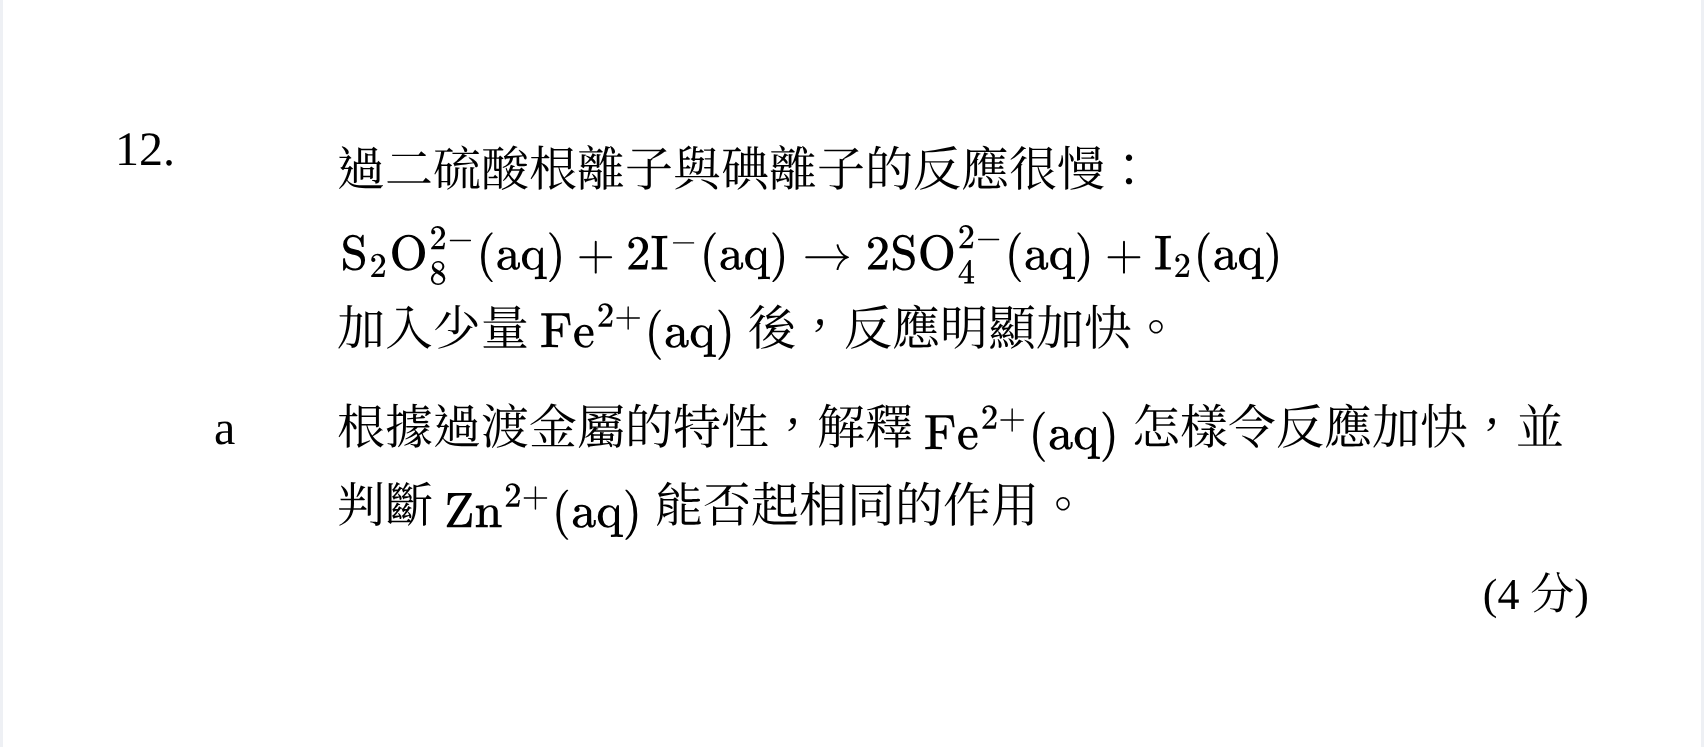 12. 過二硫酸根離子與碘離子的反應很慢：
S₂O₈²⁻(aq) + 2I⁻(aq) → 2SO₄²⁻(aq) + I₂(aq)
加入少量 Fe²⁺(aq) 後，反應明顯加快。
a 根據過渡金屬的特性，解釋 Fe²⁺(aq) 怎樣令反應加快，並
判斷 Zn²⁺(aq) 能否起相同的作用。
(4 分)